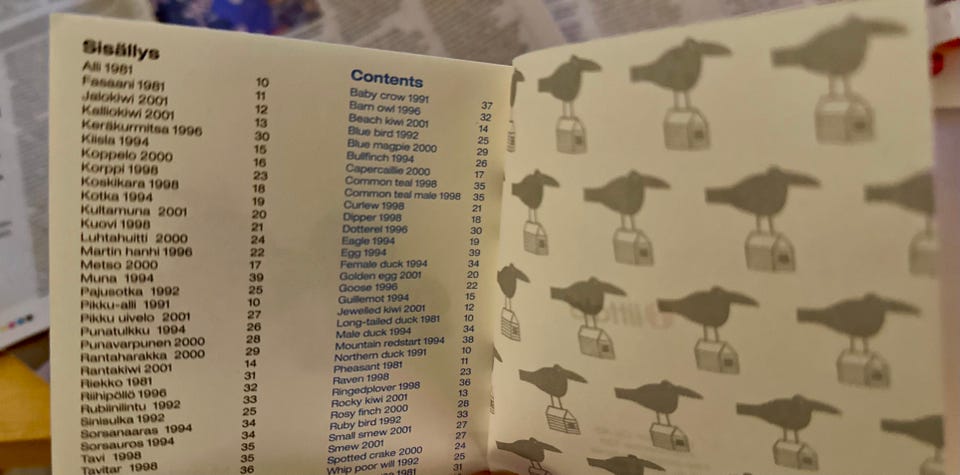 Sisällys
Alli 1981 10
Fasaani 1981 11
Jalokiwi 2001 12
Kalliokiwi 2001 13
Keräkurmitsa 1996 30
Kiisla 1994 15
Koppelo 2000 16
Korppi 1998 23
Koskikara 1998 18
Kotka 1994 19
Kultamuna 2001 20
Kuovi 1998 21
Luhtahuitti 2000 24
Martin hanhi 1996 22
Metso 2000 17
Muna 1994 39
Pajusotka 1992 25
Pikku-alli 1991 10
Pikku uivelo 2001 27
Punatulkku 1994 26
Punavarpunen 2000 28
Rantaharakka 2000 29
Rantakiwi 2001 14
Riekko 1981 31
Riihipöllö 1996 32
Rubiinilintu 1992 33
Sinisulka 1992 25
Sorsanaaras 1994 34
Sorsauros 1994 34
Tavi 1998 35
Tavitar 1998 35
36
Contents
Baby crow 1991 37
Barn owl 1996 32
Beach kiwi 2001 14
Blue bird 1992 25
Blue magpie 2000 29
Bullfinch 1994 26
Capercaillie 2000 17
Common teal 1998 35
Common teal male 1998 35
Curlew 1998 21
Dipper 1998 18
Dotterel 1996 30
Eagle 1994 19
Egg 1994 39
Female duck 1994 34
Golden egg 2001 20
Goose 1996 22
Guillemot 1994 15
Jewelled kiwi 2001 12
Long-tailed duck 1981 10
Male duck 1994 34
Mountain redstart 1994 38
Northern duck 1991 10
Pheasant 1981 11
Raven 1998 23
Ringedplover 1998 36
Rocky kiwi 2001 13
Rosy finch 2000 28
Ruby bird 1992 33
Small smew 2001 27
Smew 2001 27
Spotted crake 2000 24
Whip poor will 1992 25
1981 31